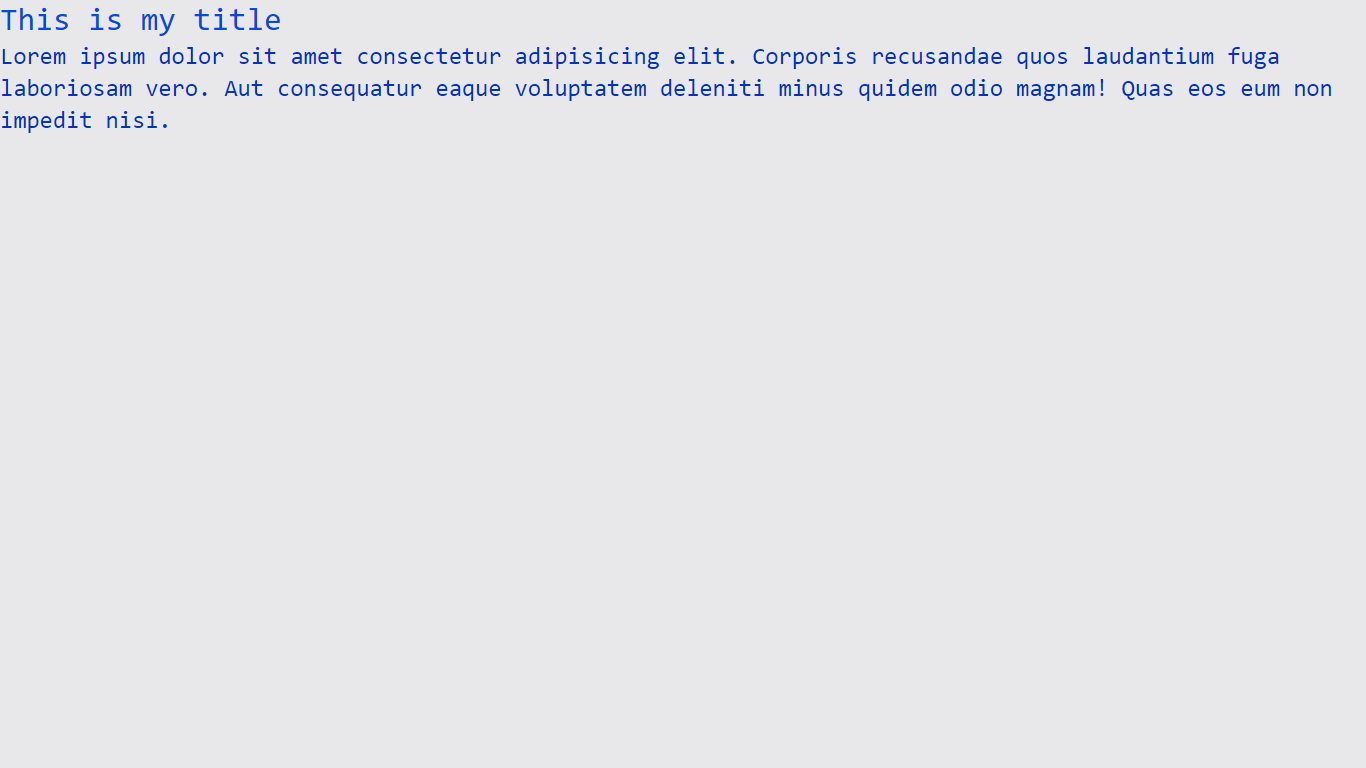 This is my title
Lorem ipsum dolor sit amet consectetur adipisicing elit. Corporis recusandae quos laudantium fuga
laboriosam vero. Aut consequatur eaque voluptatem deleniti minus quidem odio magnam! Quas eos eum non
impedit nisi.